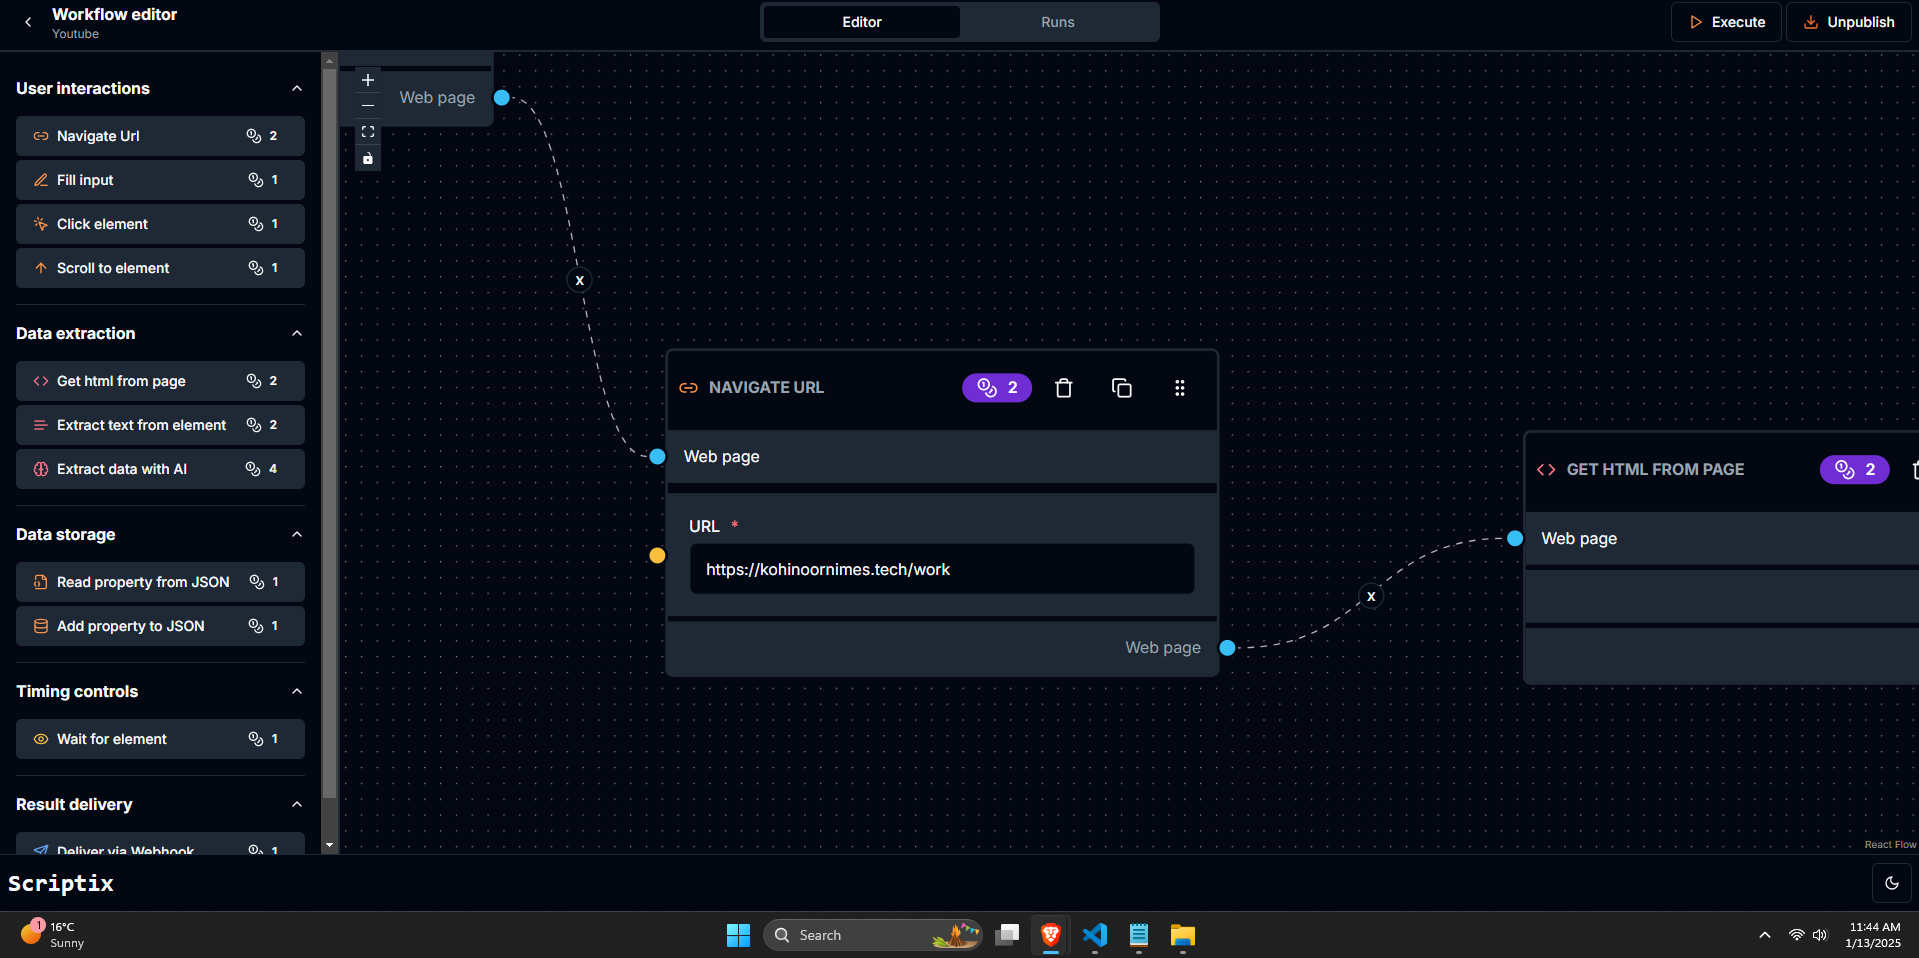 Workflow editor
Youtube
Editor
Runs
Execute
Unpublish
User interactions
Navigate Url 2
Fill input 1
Click element 1
Scroll to element 1
Data extraction
Get html from page 2
Extract text from element 2
Extract data with AI 4
Data storage
Read property from JSON 1
Add property to JSON 1
Timing controls
Wait for element 1
Result delivery
Deliver via Webhook 1
Web page
X
NAVIGATE URL 2
Web page
URL *
https://kohinoornimes.tech/work
Web page
X
GET HTML FROM PAGE 2
Web page
React Flow
Scriptix
1
16°C
Sunny
Search
11:44 AM
1/13/2025